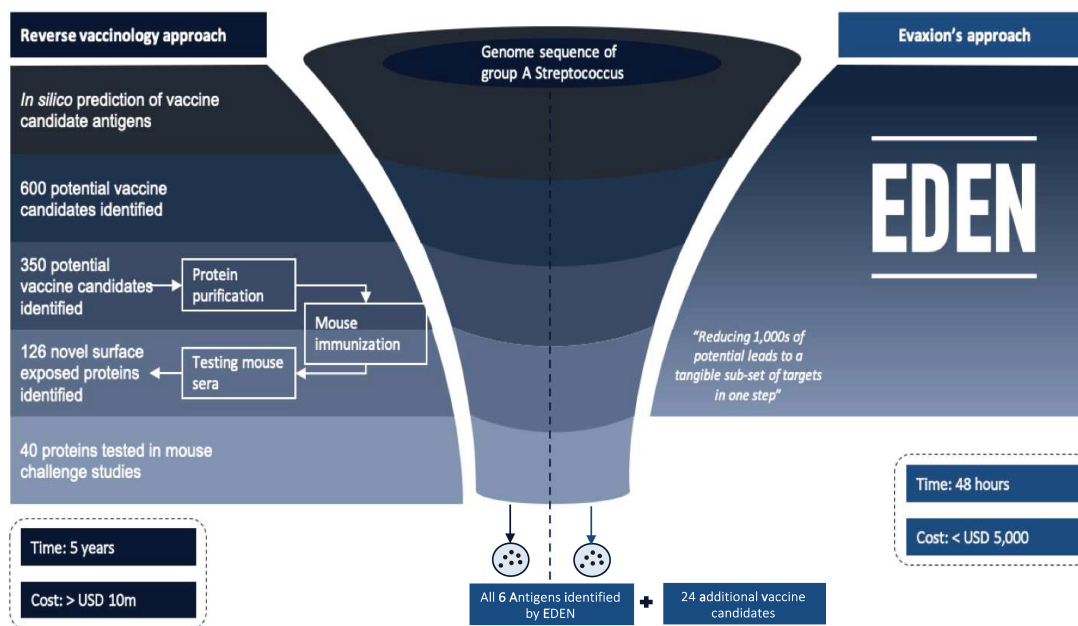 Reverse vaccinology approach
Genome sequence of
group A Streptococcus
Evaxion's approach
In silico prediction of vaccine
candidate antigens
600 potential vaccine
candidates identified
350 potential
vaccine candidates
identified
Protein
purification
Mouse
immunization
126 novel surface
exposed proteins
identified
Testing mouse
sera
40 proteins tested in mouse
challenge studies
EDEN
“Reducing 1,000s of
potential leads to a
tangible sub-set of targets
in one step”
Time: 5 years
Cost: > USD 10m
Time: 48 hours
Cost: < USD 5,000
All 6 Antigens identified
by EDEN
+
24 additional vaccine
candidates